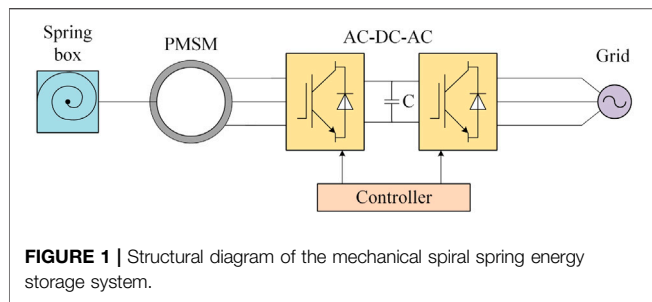 Spring
box
PMSM
AC-DC-AC
Grid
C
Controller
FIGURE 1 | Structural diagram of the mechanical spiral spring energy
storage system.